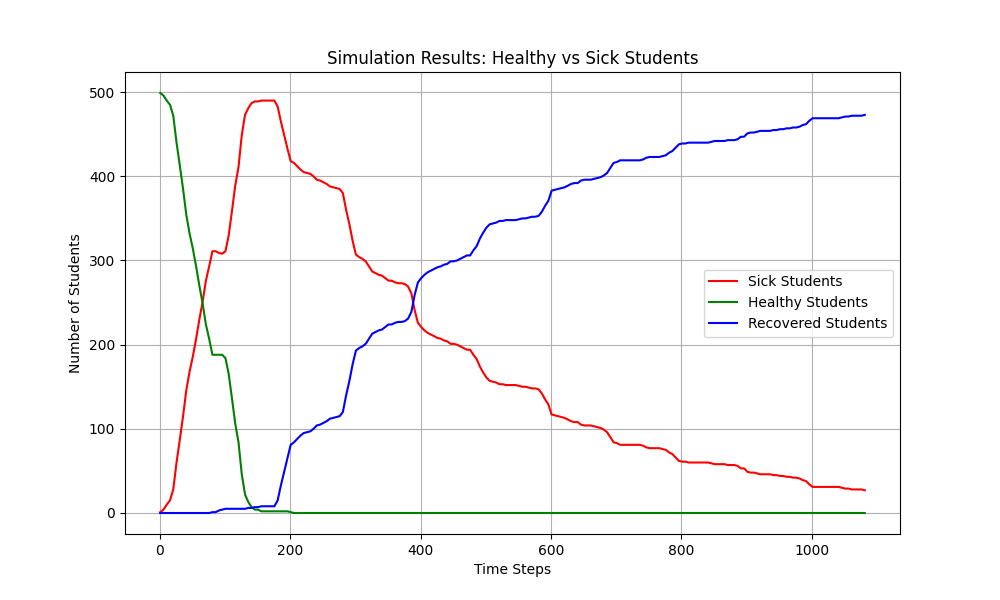 Simulation Results: Healthy vs Sick Students
Number of Students
500
400
300
200
100
0
Sick Students
Healthy Students
Recovered Students
0 200 400 600 800 1000
Time Steps